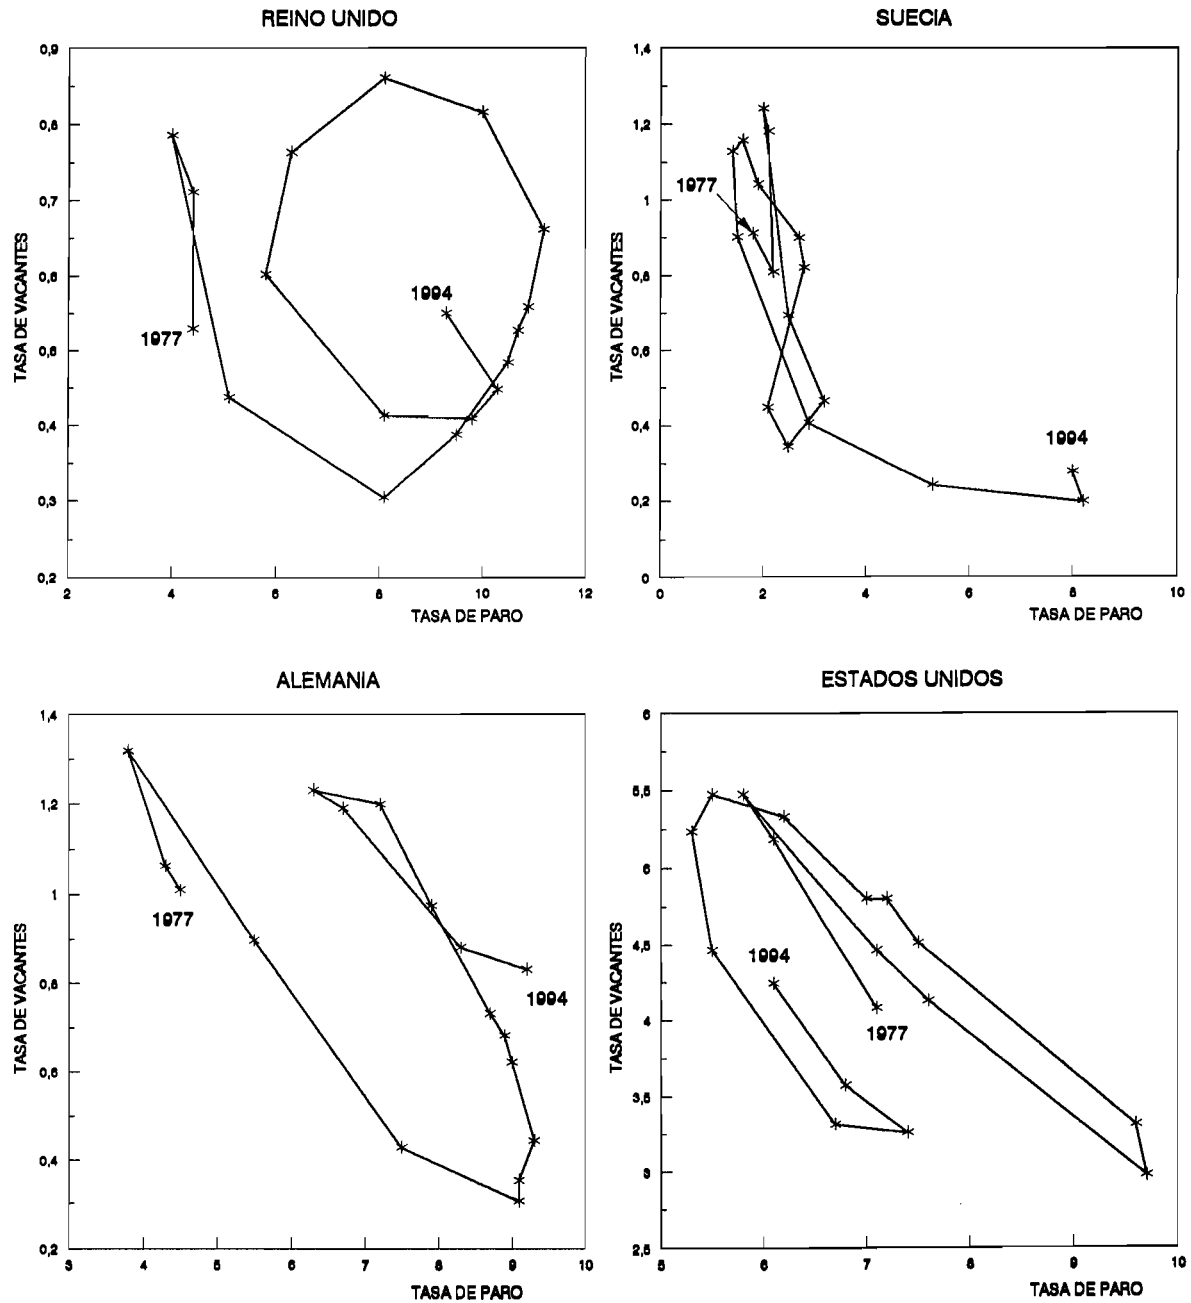 REINO UNIDO
0,9
0,8
0,7
0,6
0,5
0,4
0,3
0,2
TASA DE VACANTES
1977
1994
2 4 6 8 10 12
TASA DE PARO
SUECIA
1,4
1,2
1
0,8
0,6
0,4
0,2
0
TASA DE VACANTES
1977
1994
0 2 4 6 8 10
TASA DE PARO
ALEMANIA
1,4
1,2
1
0,8
0,6
0,4
0,2
TASA DE VACANTES
1977
1994
3 4 5 6 7 8 9 10
TASA DE PARO
ESTADOS UNIDOS
6
5,5
5
4,5
4
3,5
3
2,5
TASA DE VACANTES
1994
1977
5 6 7 8 9 10
TASA DE PARO